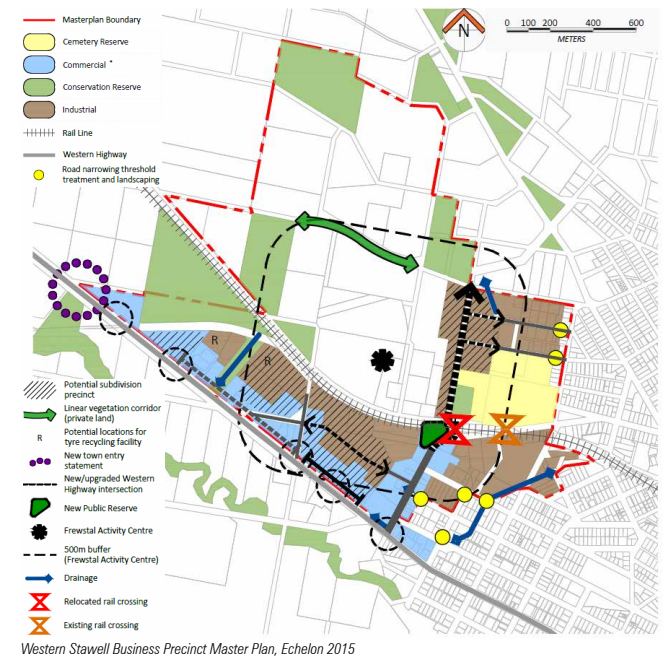 Masterplan Boundary
Cemetery Reserve
Commercial *
Conservation Reserve
Industrial
Rail Line
Western Highway
Road narrowing threshold
treatment and landscaping
N
0 100 200 400 600
METERS
R
R
Potential subdivision
precinct
Linear vegetation corridor
(private land)
R
Potential locations for
tyre recycling facility
New town entry
statement
New/upgraded Western
Highway intersection
New Public Reserve
Frewstal Activity Centre
500m buffer
(Frewstal Activity Centre)
Drainage
Relocated rail crossing
Existing rail crossing
Western Stawell Business Precinct Master Plan, Echelon 2015